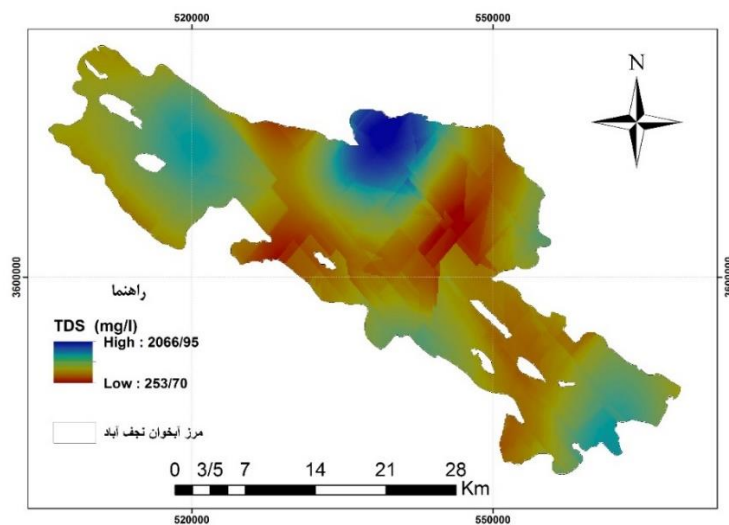 520000 550000
N
3600000 3600000
راهنما
TDS (mg/l)
High : 2066/95
Low : 253/70
مرز آبخوان نجف آباد
0 3/5 7 14 21 28
Km
520000 550000